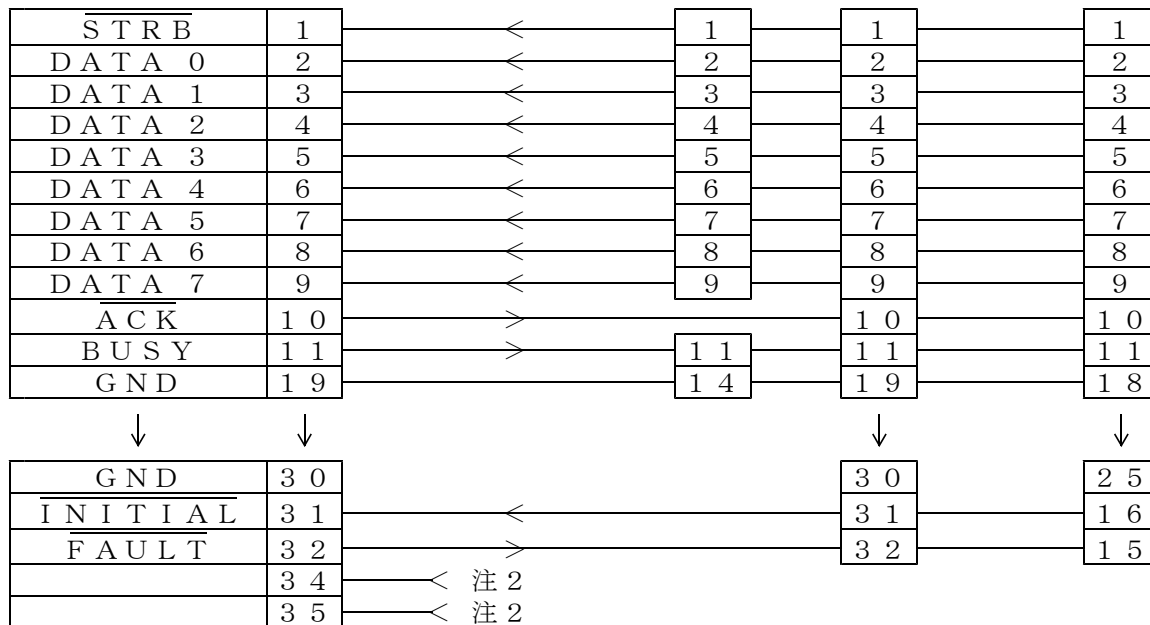 S̅T̅R̅B̅ 1 1 1 1
DATA 0 2 2 2 2
DATA 1 3 3 3 3
DATA 2 4 4 4 4
DATA 3 5 5 5 5
DATA 4 6 6 6 6
DATA 5 7 7 7 7
DATA 6 8 8 8 8
DATA 7 9 9 9 9
A̅C̅K̅ 10 10 10
BUSY 11 11 11 11
GND 19 14 19 18
↓ ↓ ↓ ↓
GND 30 30 25
I̅N̅I̅T̅I̅A̅L̅ 31 31 16
F̅A̅U̅L̅T̅ 32 32 15
34 注2
35 注2